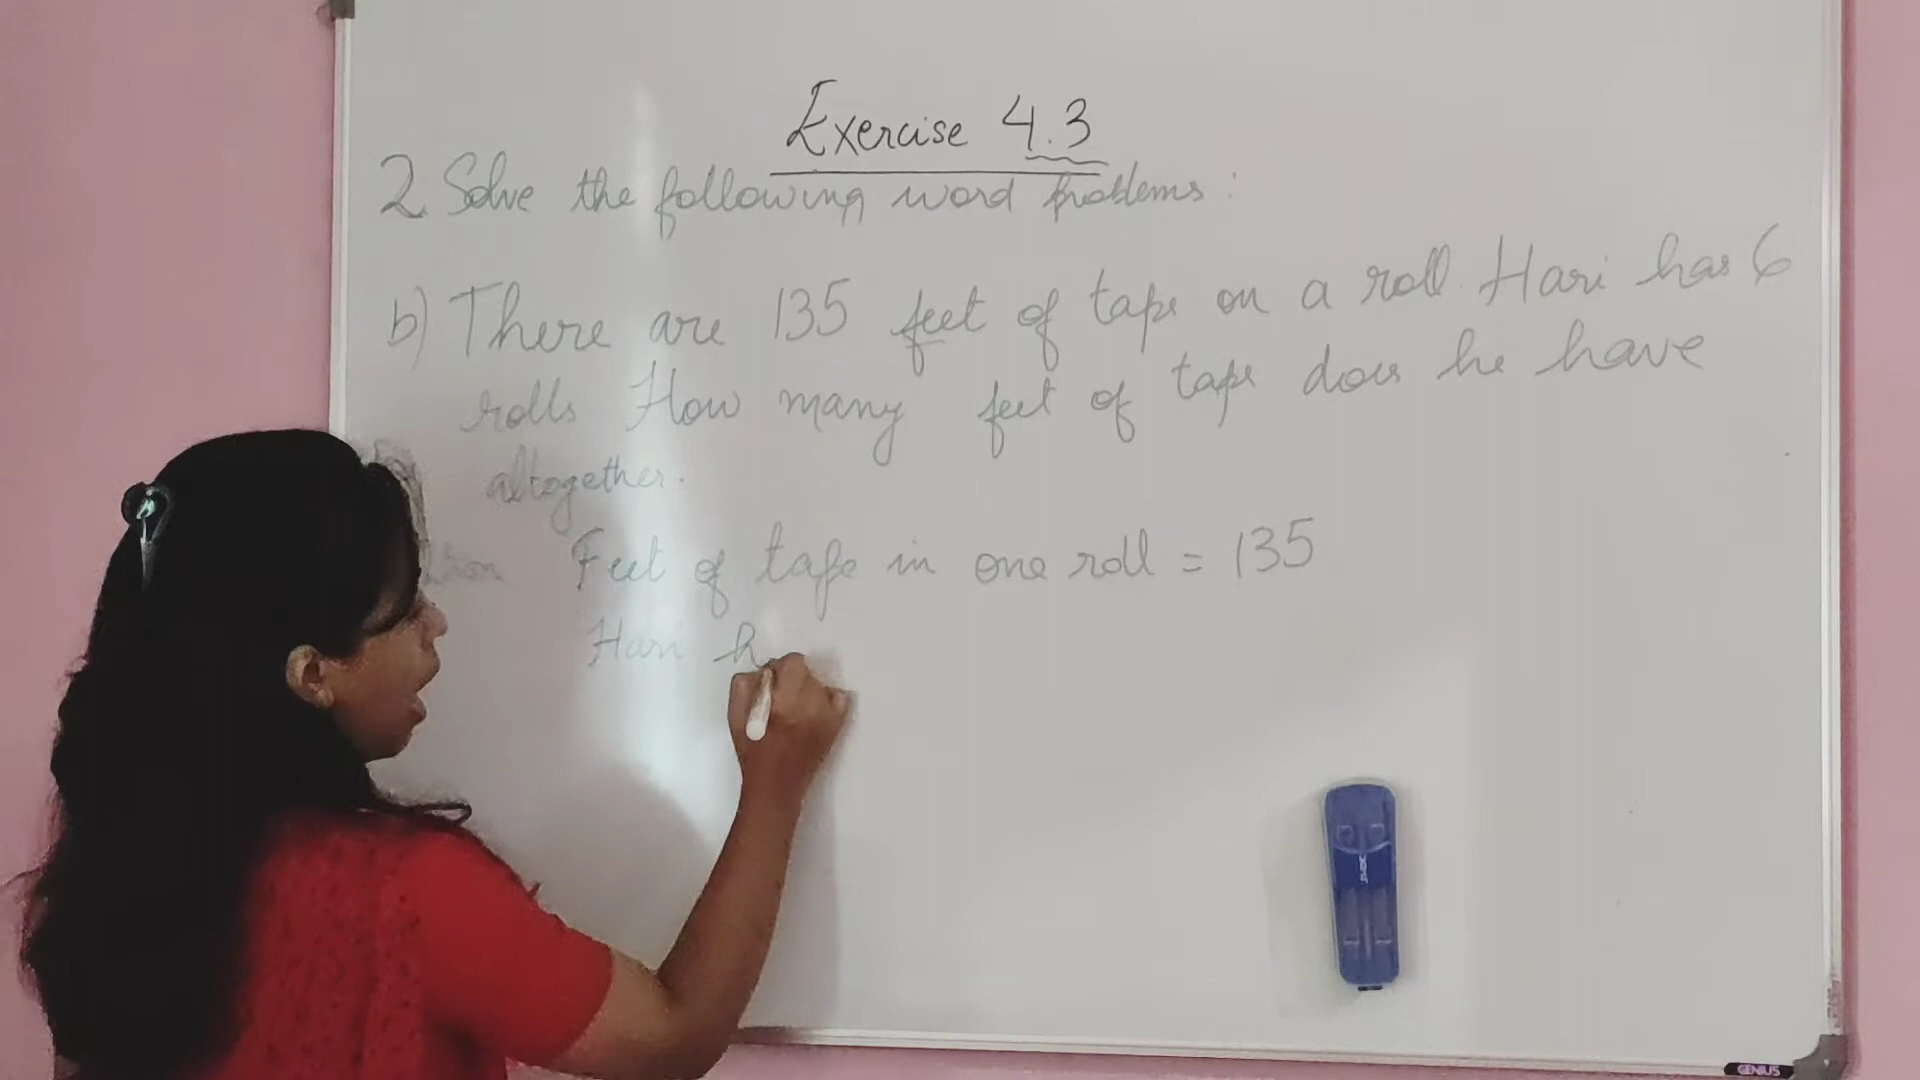 Exercise 4.3
2. Solve the following word problems:
b) There are 135 feet of tape on a roll. Hari has 6
rolls How many feet of tape does he have
altogether.
Feet of tape in one roll = 135
Hari h
GENIUS